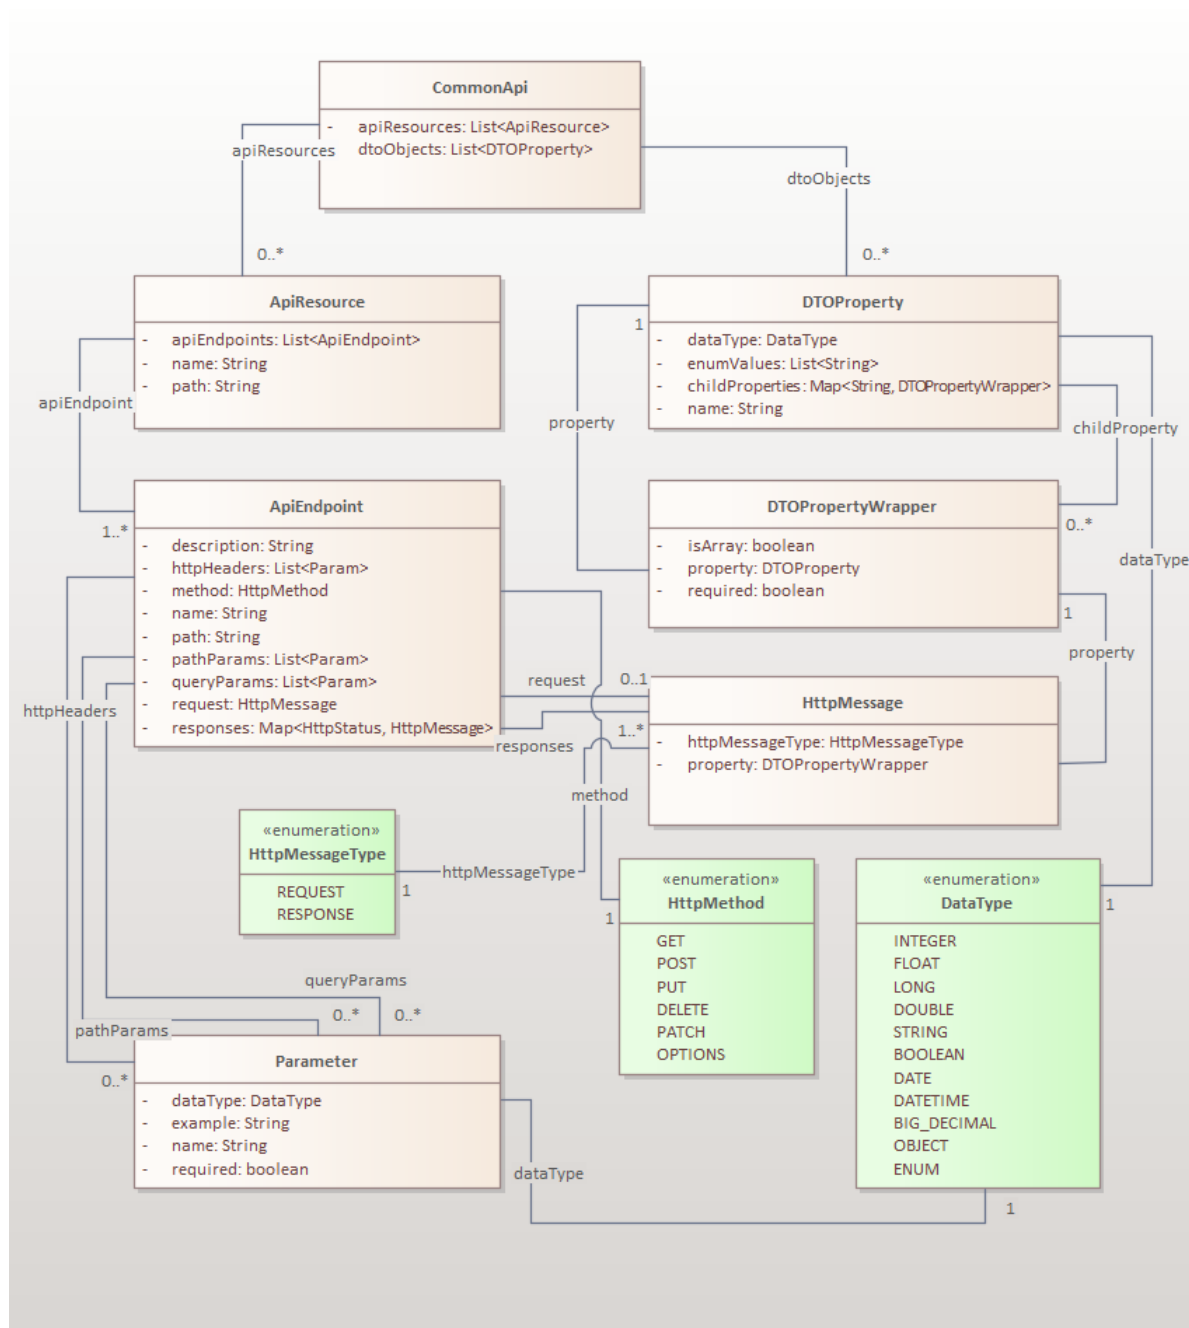 CommonApi
- apiResources: List<ApiResource>
dtoObjects: List<DTOProperty>
apiResources
dtoObjects
0..*
0..*
ApiResource
- apiEndpoints: List<ApiEndpoint>
- name: String
- path: String
apiEndpoint
1..*
DTOProperty
- dataType: DataType
- enumValues: List<String>
- childProperties: Map<String, DTOPropertyWrapper>
- name: String
1
property
childProperty
0..*
dataType
ApiEndpoint
- description: String
- httpHeaders: List<Param>
- method: HttpMethod
- name: String
- path: String
- pathParams: List<Param>
- queryParams: List<Param>
- request: HttpMessage
- responses: Map<HttpStatus, HttpMessage>
DTOPropertyWrapper
- isArray: boolean
- property: DTOProperty
- required: boolean
1
property
request
0..1
responses
1..*
httpHeaders
HttpMessage
- httpMessageType: HttpMessageType
- property: DTOPropertyWrapper
method
«enumeration»
HttpMessageType
REQUEST
RESPONSE
1
httpMessageType
«enumeration»
HttpMethod
GET
POST
PUT
DELETE
PATCH
OPTIONS
1
«enumeration»
DataType
INTEGER
FLOAT
LONG
DOUBLE
STRING
BOOLEAN
DATE
DATETIME
BIG_DECIMAL
OBJECT
ENUM
1
queryParams
0..*
0..*
pathParams
0..*
Parameter
- dataType: DataType
- example: String
- name: String
- required: boolean
dataType
1